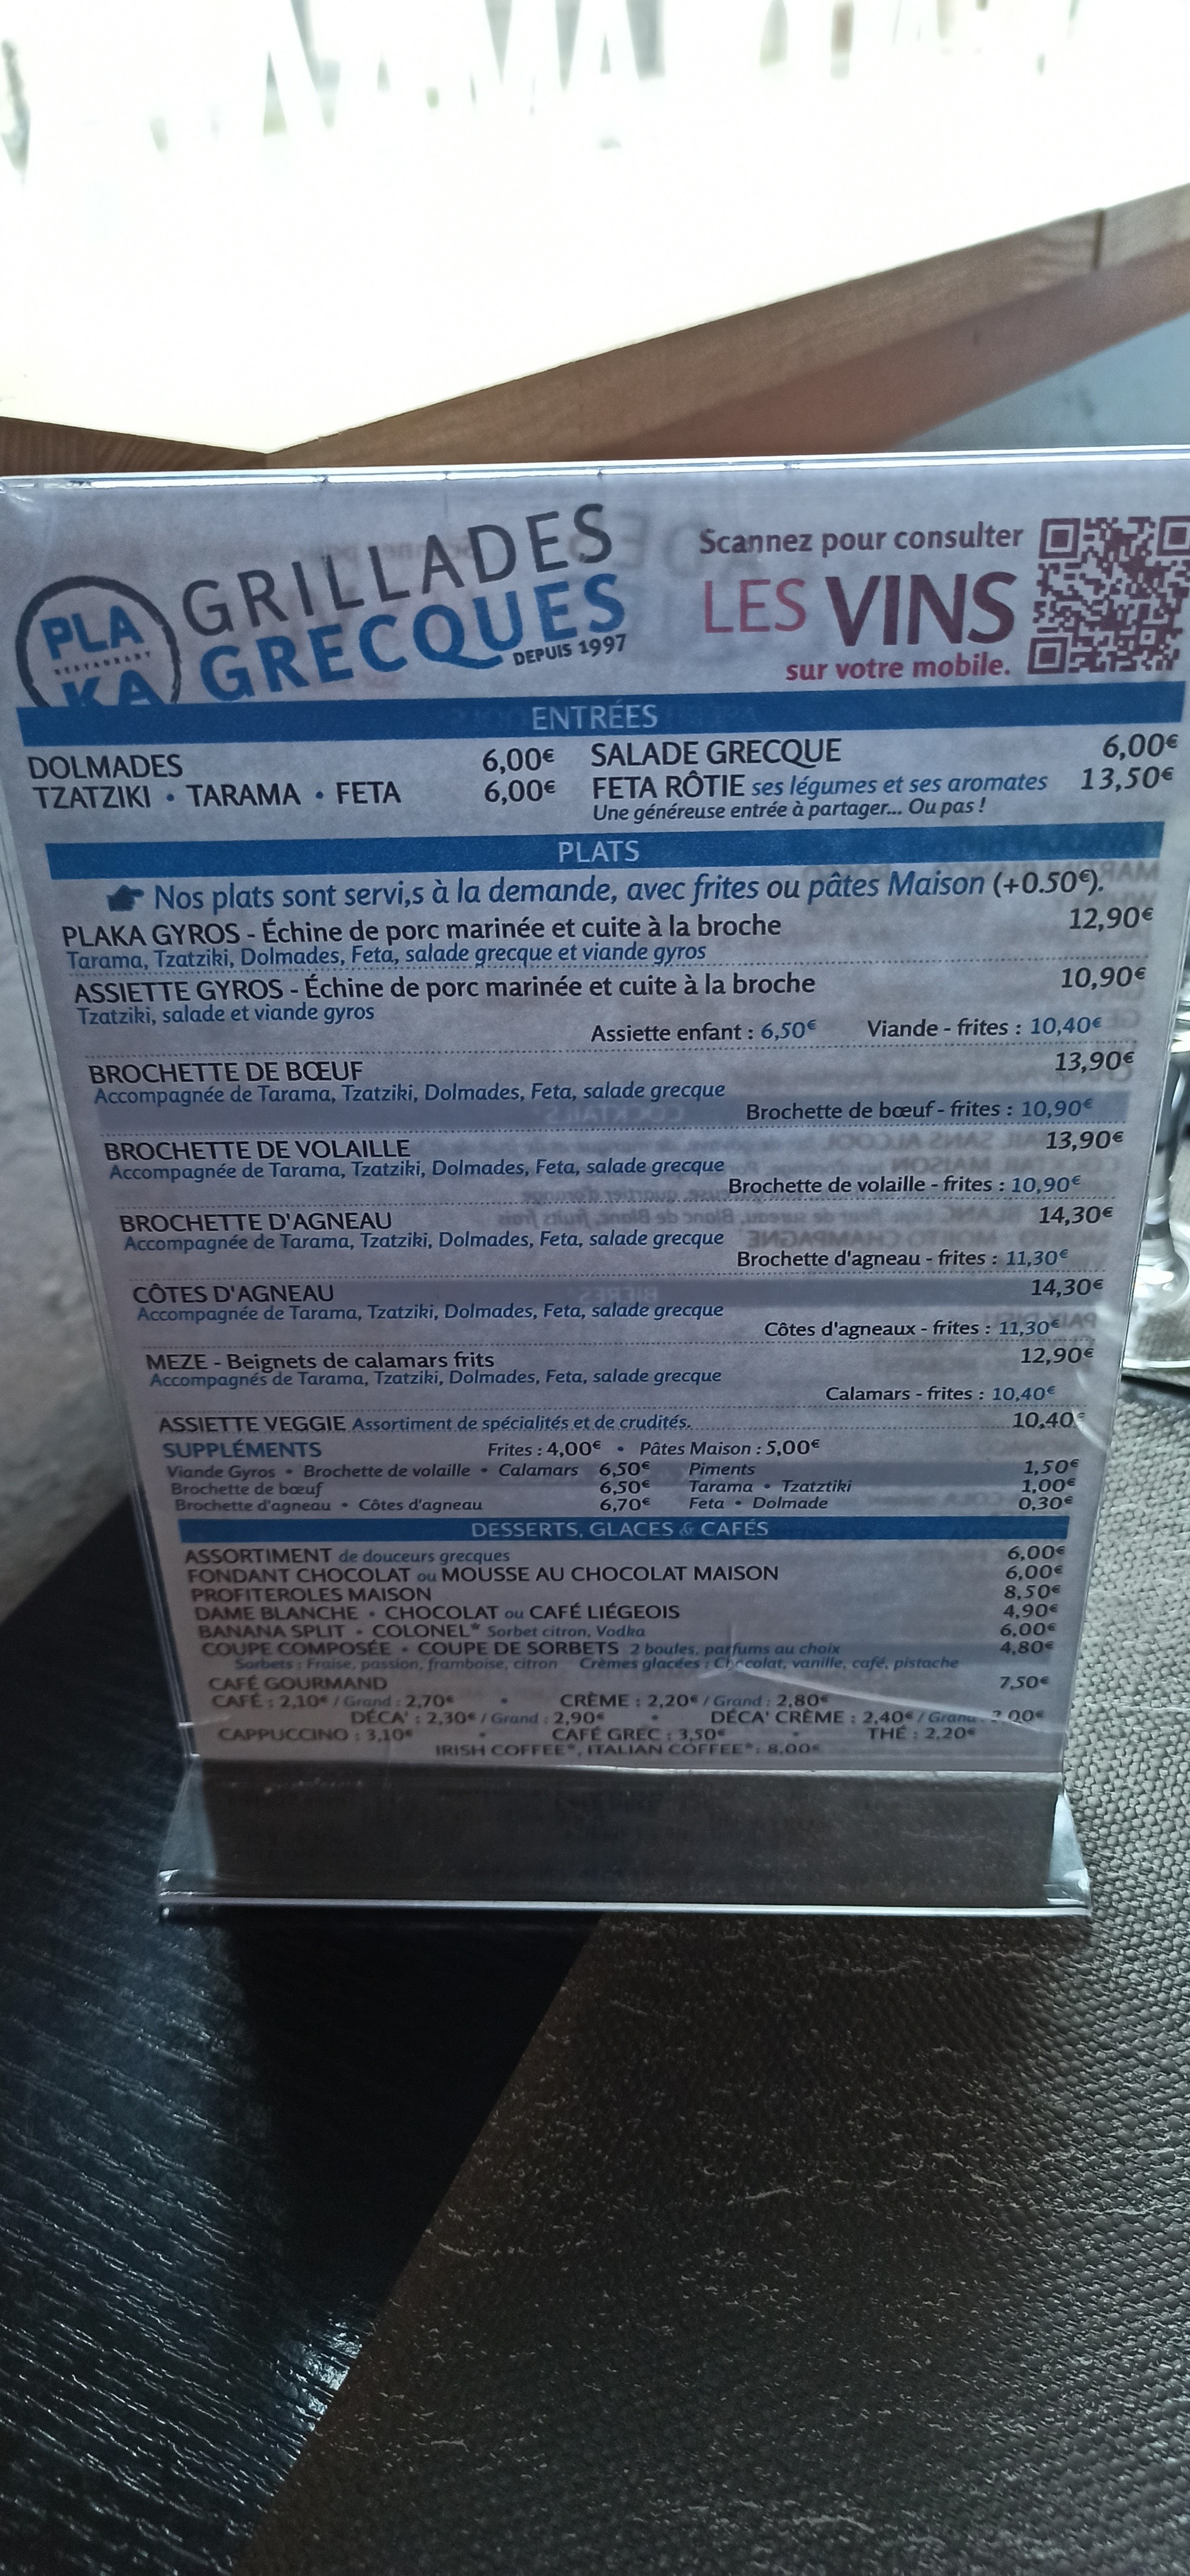 PLA
RESTAURANT
KA
GRILLADES
GRECQUES
DEPUIS 1997
Scannez pour consulter
LES VINS
sur votre mobile.
ENTRÉES
DOLMADES 6,00€
TZATZIKI • TARAMA • FETA 6,00€
SALADE GRECQUE 6,00€
FETA RÔTIE ses légumes et ses aromates 13,50€
Une généreuse entrée à partager... Ou pas !
PLATS
Nos plats sont servi,s à la demande, avec frites ou pâtes Maison (+0.50€).
PLAKA GYROS - Échine de porc marinée et cuite à la broche 12,90€
Tarama, Tzatziki, Dolmades, Feta, salade grecque et viande gyros
ASSIETTE GYROS - Échine de porc marinée et cuite à la broche 10,90€
Tzatziki, salade et viande gyros
Assiette enfant : 6,50€ Viande - frites : 10,40€
BROCHETTE DE BŒUF 13,90€
Accompagnée de Tarama, Tzatziki, Dolmades, Feta, salade grecque
Brochette de bœuf - frites : 10,90€
BROCHETTE DE VOLAILLE 13,90€
Accompagnée de Tarama, Tzatziki, Dolmades, Feta, salade grecque
Brochette de volaille - frites : 10,90€
BROCHETTE D'AGNEAU 14,30€
Accompagnée de Tarama, Tzatziki, Dolmades, Feta, salade grecque
Brochette d'agneau - frites : 11,30€
CÔTES D'AGNEAU 14,30€
Accompagnée de Tarama, Tzatziki, Dolmades, Feta, salade grecque
Côtes d'agneaux - frites : 11,30€
MEZE - Beignets de calamars frits 12,90€
Accompagnés de Tarama, Tzatziki, Dolmades, Feta, salade grecque
Calamars - frites : 10,40€
ASSIETTE VEGGIE Assortiment de spécialités et de crudités. 10,40€
SUPPLÉMENTS Frites : 4,00€ • Pâtes Maison : 5,00€
Viande Gyros • Brochette de volaille • Calamars 6,50€ Piments 1,50€
Brochette de bœuf 6,50€ Tarama • Tzatztiki 1,00€
Brochette d'agneau • Côtes d'agneau 6,70€ Feta • Dolmade 0,30€
DESSERTS, GLACES & CAFÉS
ASSORTIMENT de douceurs grecques 6,00€
FONDANT CHOCOLAT ou MOUSSE AU CHOCOLAT MAISON 6,00€
PROFITEROLES MAISON 8,50€
DAME BLANCHE • CHOCOLAT ou CAFÉ LIÉGEOIS 4,90€
BANANA SPLIT • COLONEL* Sorbet citron, Vodka 6,00€
COUPE COMPOSÉE • COUPE DE SORBETS 2 boules, parfums au choix 4,80€
Sorbets : Fraise, passion, framboise, citron Crèmes glacées : Chocolat, vanille, café, pistache
CAFÉ GOURMAND 7,50€
CAFÉ : 2,10€ / Grand : 2,70€ • CRÈME : 2,20€ / Grand : 2,80€
DÉCA' : 2,30€ / Grand : 2,90€ • DÉCA' CRÈME : 2,40€ / Grand
CAPPUCCINO : 3,10€ • CAFÉ GREC : 3,50€ • THÉ : 2,20€
IRISH COFFEE*, ITALIAN COFFEE*: 8,00€